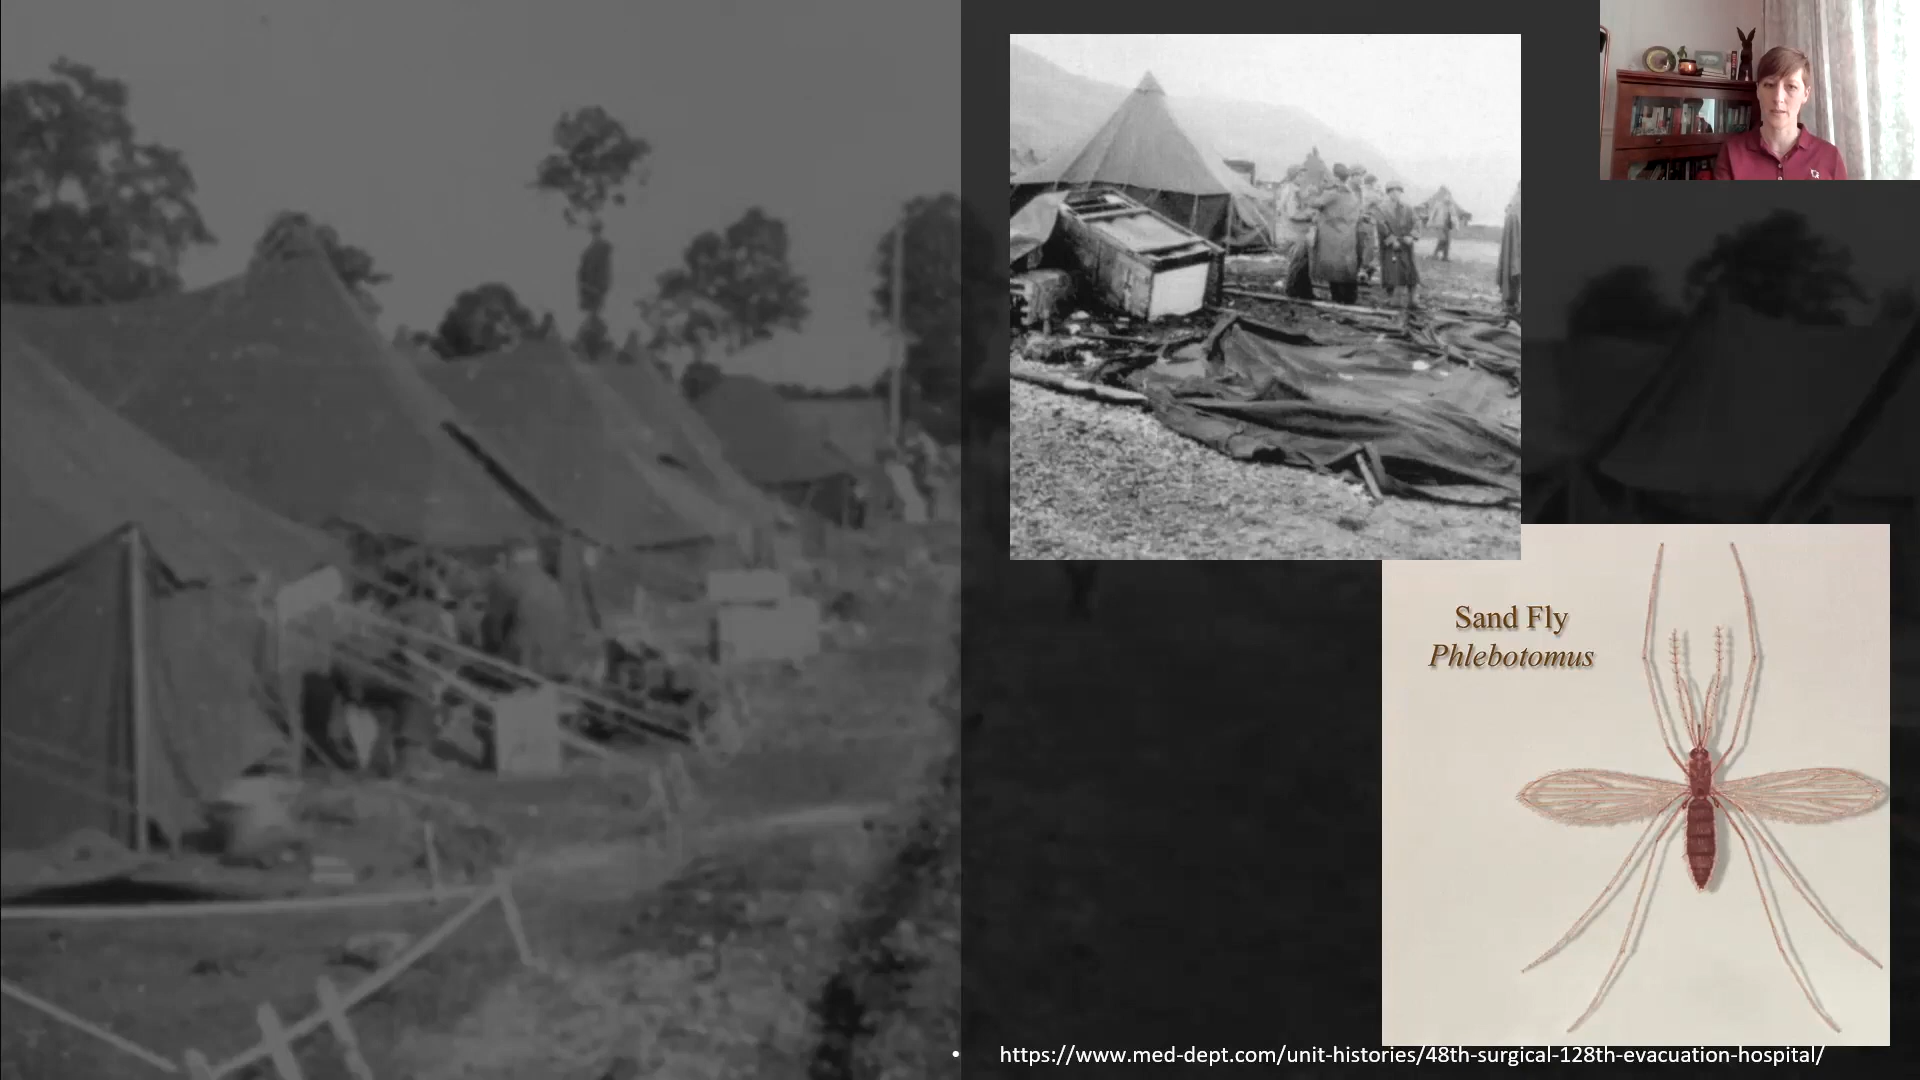 Sand Fly
Phlebotomus
• https://www.med-dept.com/unit-histories/48th-surgical-128th-evacuation-hospital/